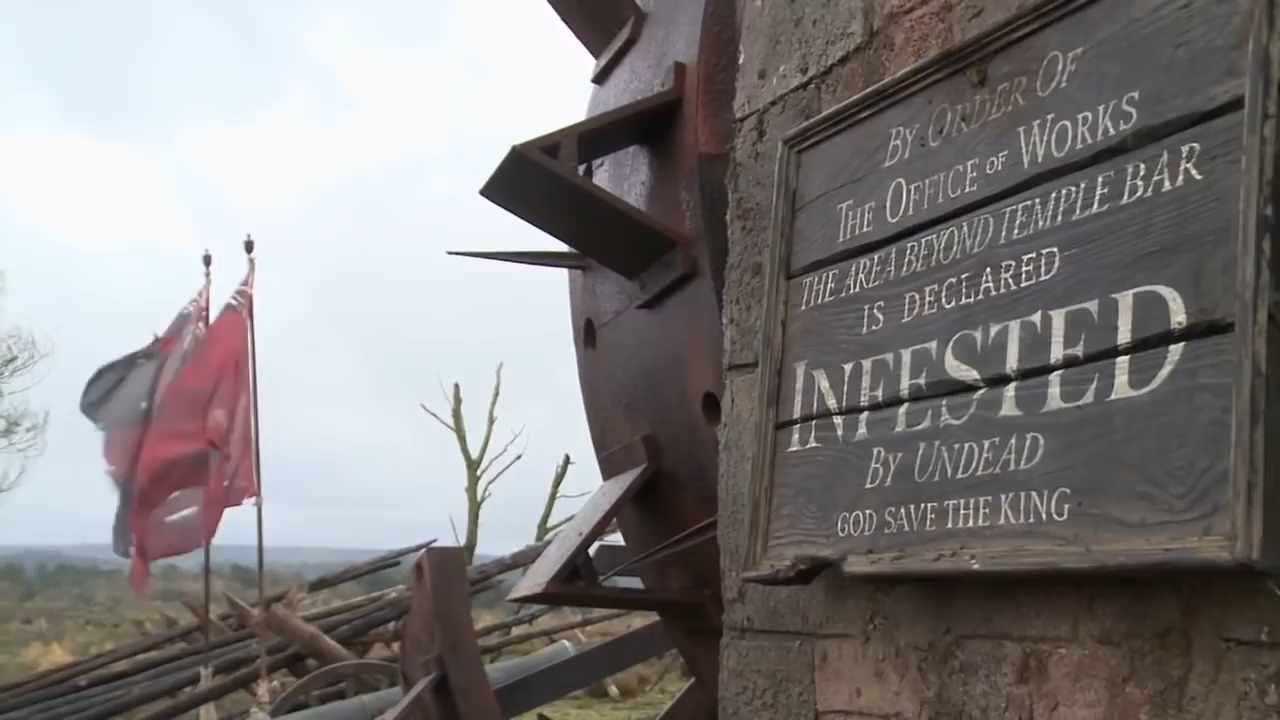 By Order Of
The Office of Works
THE AREA BEYOND TEMPLE BAR
IS DECLARED
INFESTED
By UNDEAD
GOD SAVE THE KING